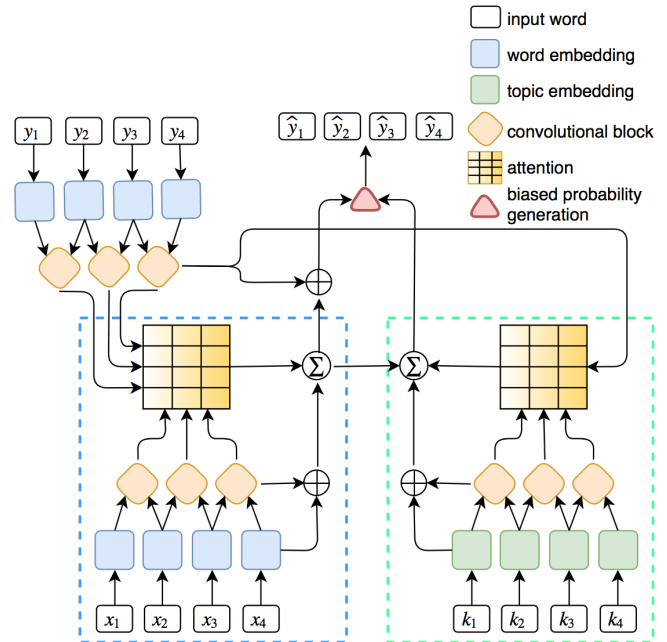 input word
word embedding
topic embedding
convolutional block
attention
biased probability
generation
y₁ y₂ y₃ y₄
ŷ₁ ŷ₂ ŷ₃ ŷ₄
Σ Σ
x₁ x₂ x₃ x₄
k₁ k₂ k₃ k₄